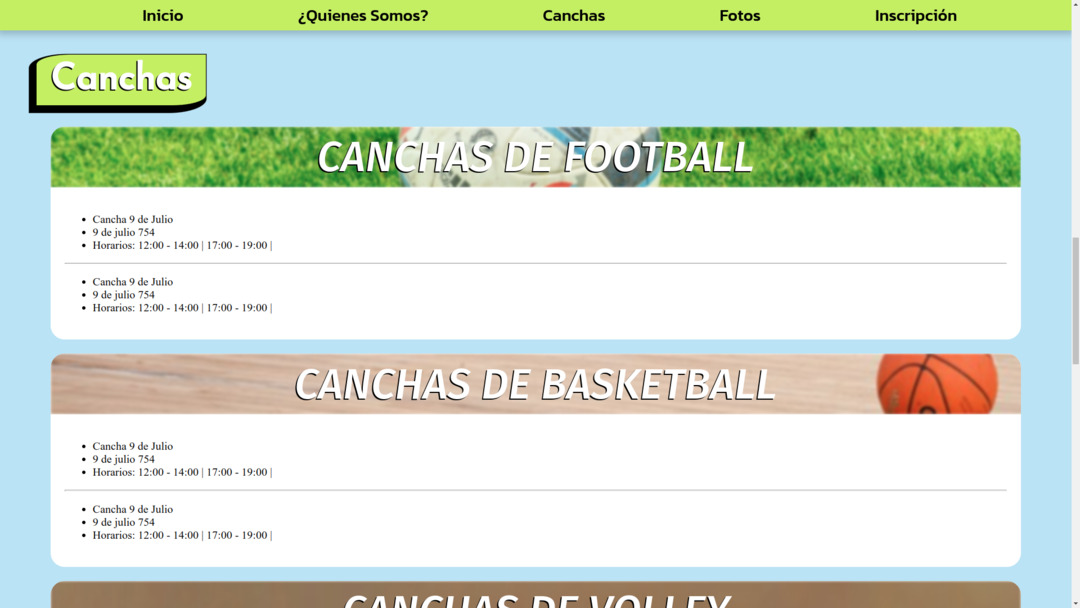 Inicio ¿Quienes Somos? Canchas Fotos Inscripción
Canchas
CANCHAS DE FOOTBALL
Cancha 9 de Julio
9 de julio 754
Horarios: 12:00 - 14:00 | 17:00 - 19:00 |
Cancha 9 de Julio
9 de julio 754
Horarios: 12:00 - 14:00 | 17:00 - 19:00 |
CANCHAS DE BASKETBALL
Cancha 9 de Julio
9 de julio 754
Horarios: 12:00 - 14:00 | 17:00 - 19:00 |
Cancha 9 de Julio
9 de julio 754
Horarios: 12:00 - 14:00 | 17:00 - 19:00 |
CANCHAS DE VOLLEY